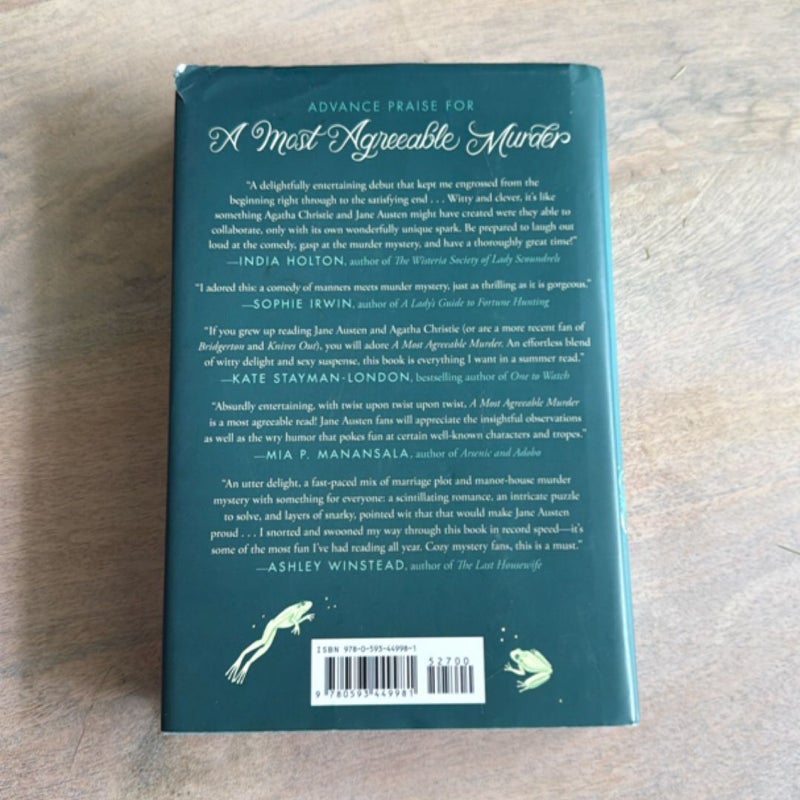 ADVANCE PRAISE FOR
A Most Agreeable Murder
“A delightfully entertaining debut that kept me engrossed from the
beginning right through to the satisfying end . . . Witty and clever, it’s like
something Agatha Christie and Jane Austen might have created were they able to
collaborate, only with its own wonderfully unique spark. Be prepared to laugh out
loud at the comedy, gasp at the murder mystery, and have a thoroughly great time!”
—INDIA HOLTON, author of The Wisteria Society of Lady Scoundrels
“I adored this: a comedy of manners meets murder mystery, just as thrilling as it is gorgeous.”
—SOPHIE IRWIN, author of A Lady’s Guide to Fortune Hunting
“If you grew up reading Jane Austen and Agatha Christie (or are a more recent fan of
Bridgerton and Knives Out), you will adore A Most Agreeable Murder. An effortless blend
of witty delight and sexy suspense, this book is everything I want in a summer read.”
—KATE STAYMAN-LONDON, bestselling author of One to Watch
“Absurdly entertaining, with twist upon twist upon twist, A Most Agreeable Murder
is a most agreeable read! Jane Austen fans will appreciate the insightful observations
as well as the wry humor that pokes fun at certain well-known characters and tropes.”
—MIA P. MANANSALA, author of Arsenic and Adobo
“An utter delight, a fast-paced mix of marriage plot and manor-house murder
mystery with something for everyone: a scintillating romance, an intricate puzzle
to solve, and layers of snarky, pointed wit that that would make Jane Austen
proud . . . I snorted and swooned my way through this book in record speed—it’s
some of the most fun I’ve had reading all year. Cozy mystery fans, this is a must.”
—ASHLEY WINSTEAD, author of The Last Housewife
ISBN 978-0-593-44998-1
52700
9 780593 449981